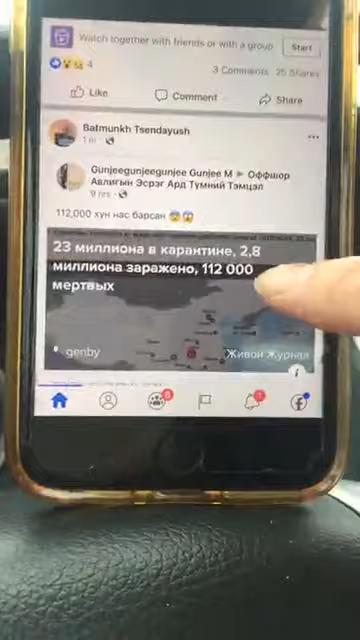 Watch together with friends or with a group
Start
4
3 Comments 25 Shares
Like
Comment
Share
Batmunkh Tsendayush
Gunjeegunjeegunjee Gunjee M ▸ Оффшор
Авлигын Эсрэг Ард Түмний Тэмцэл
9 hrs
112,000 хүн нас барсан
23 миллиона в карантине, 2,8
миллиона заражено, 112 000
мертвых
genby
Живой Журнал